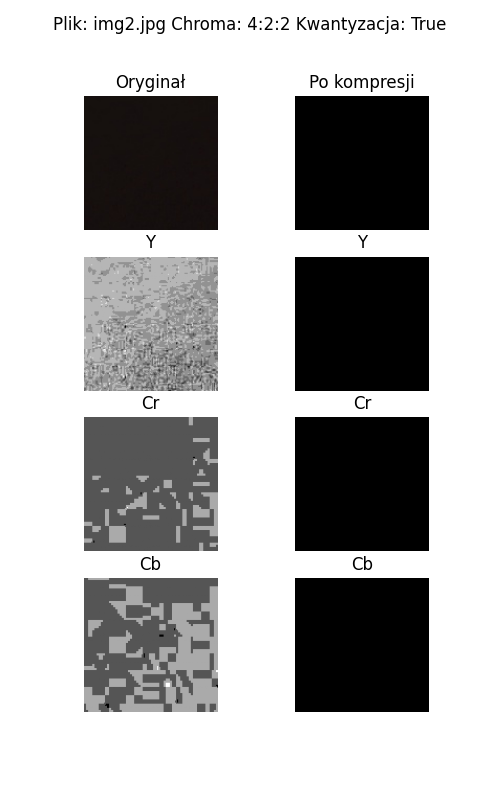 Plik: img2.jpg Chroma: 4:2:2 Kwantyzacja: True
Oryginał Po kompresji
Y Y
Cr Cr
Cb Cb